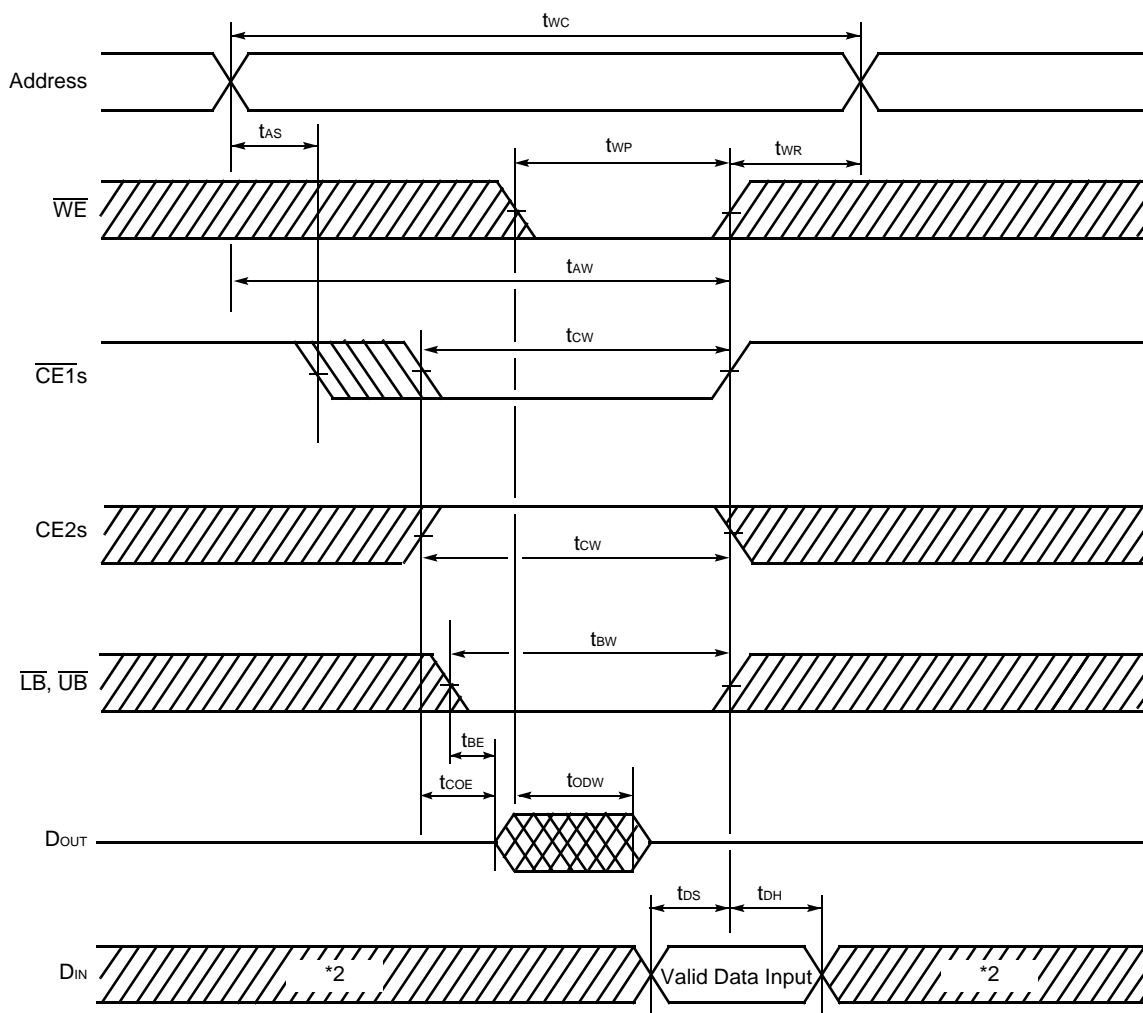 tWC
Address
tAS
tWP
tWR
WE
tAW
tCW
CE1s
CE2s
tCW
tBW
LB, UB
tBE
tCOE
tODW
DOUT
tDS
tDH
DIN
*2
Valid Data Input
*2